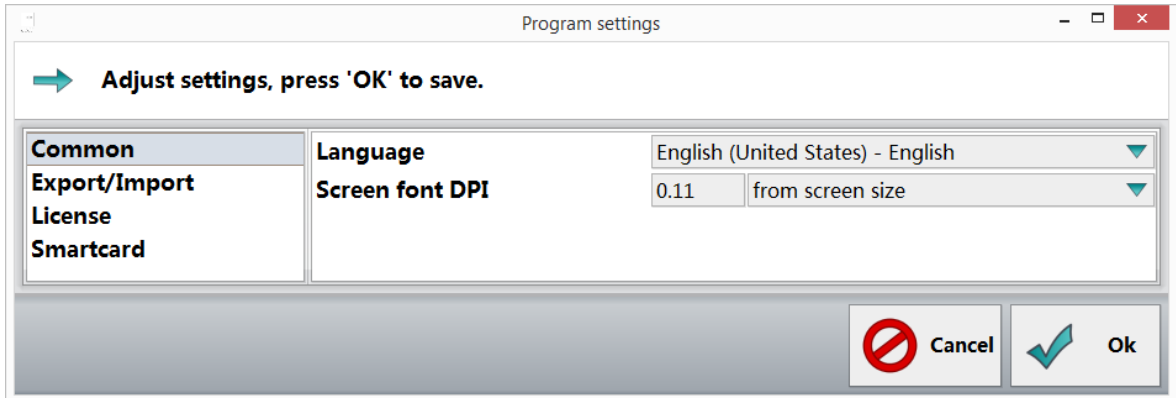 Program settings
Adjust settings, press 'OK' to save.
Common
Export/Import
License
Smartcard
Language English (United States) - English
Screen font DPI 0.11 from screen size
Cancel Ok